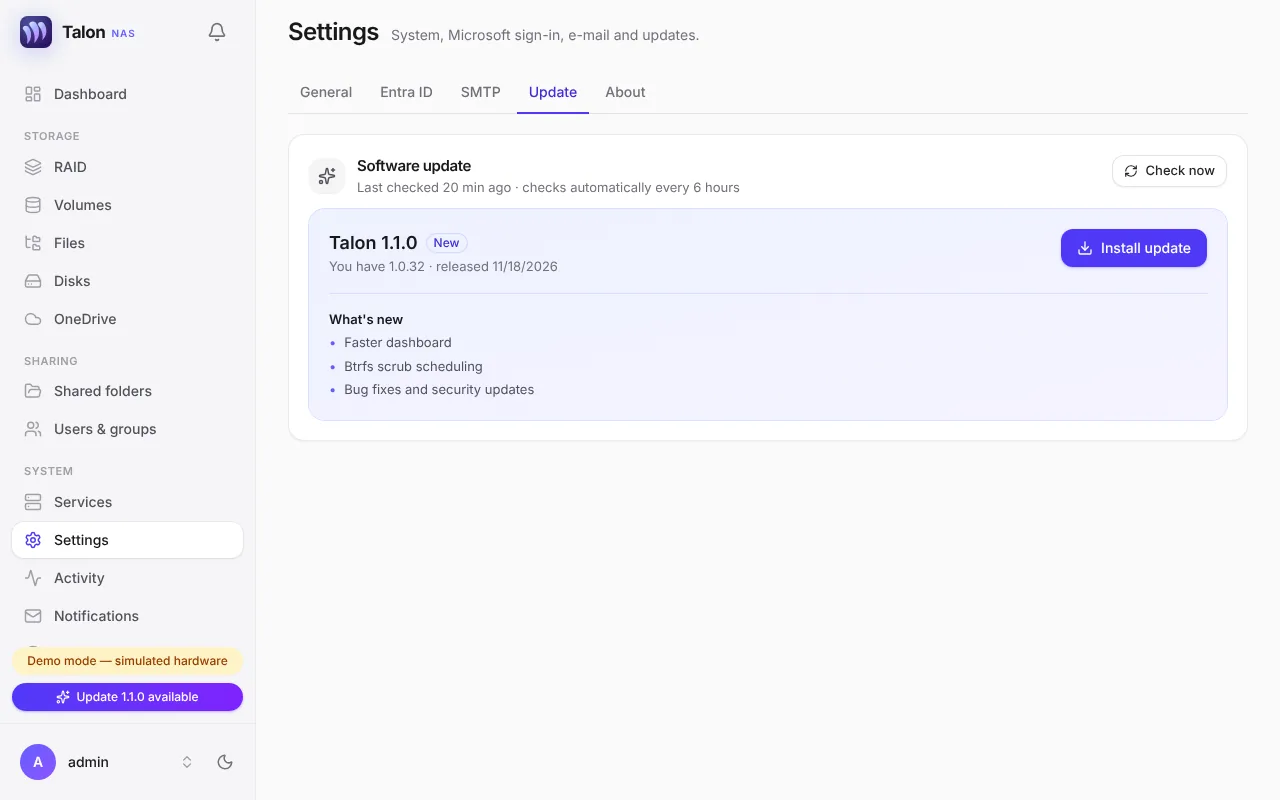 Talon NAS
Dashboard
STORAGE
RAID
Volumes
Files
Disks
OneDrive
SHARING
Shared folders
Users & groups
SYSTEM
Services
Settings
Activity
Notifications
Demo mode — simulated hardware
Update 1.1.0 available
A admin
Settings System, Microsoft sign-in, e-mail and updates.
General Entra ID SMTP Update About
Software update
Last checked 20 min ago · checks automatically every 6 hours
Check now
Talon 1.1.0 New
You have 1.0.32 · released 11/18/2026
Install update
What's new
• Faster dashboard
• Btrfs scrub scheduling
• Bug fixes and security updates